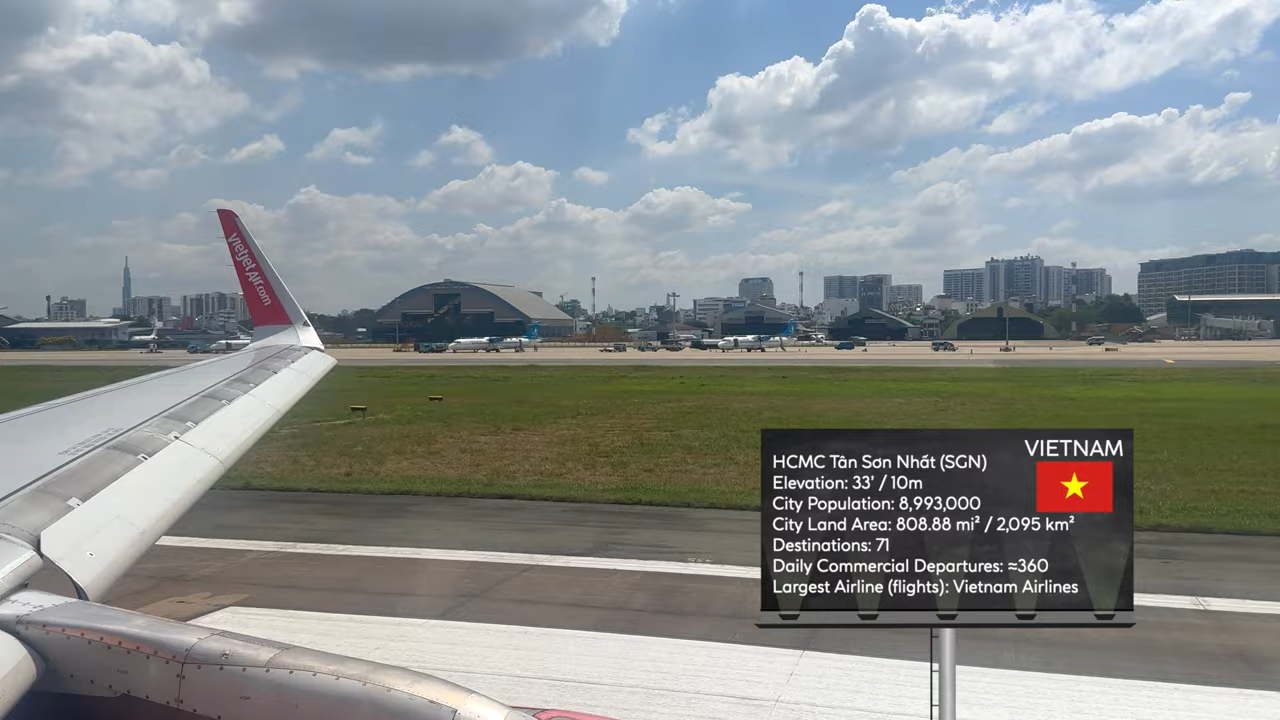 VietjetAir.com
VIETNAM
HCMC Tân Sơn Nhất (SGN)
Elevation: 33' / 10m
City Population: 8,993,000
City Land Area: 808.88 mi² / 2,095 km²
Destinations: 71
Daily Commercial Departures: ≈360
Largest Airline (flights): Vietnam Airlines